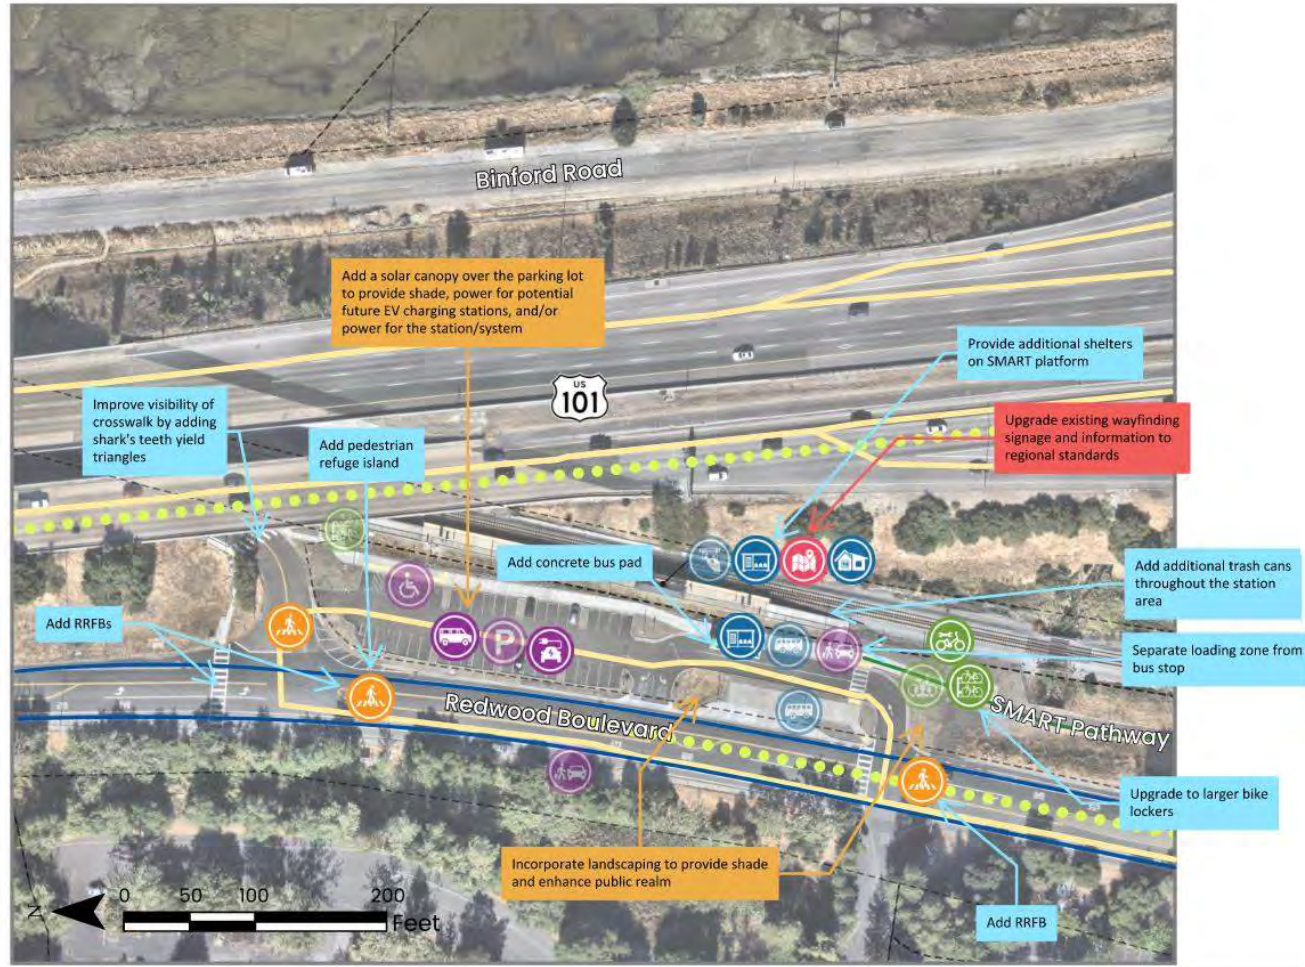 Binford Road
Add a solar canopy over the parking lot
to provide shade, power for potential
future EV charging stations, and/or
power for the station/system
Provide additional shelters
on SMART platform
US
101
Improve visibility of
crosswalk by adding
shark's teeth yield
triangles
Add pedestrian
refuge island
Upgrade existing wayfinding
signage and information to
regional standards
Add concrete bus pad
Add additional trash cans
throughout the station
area
Add RRFBs
P
Separate loading zone from
bus stop
Redwood Boulevard
SMART Pathway
Upgrade to larger bike
lockers
Incorporate landscaping to provide shade
and enhance public realm
Add RRFB
N
0 50 100 200
Feet